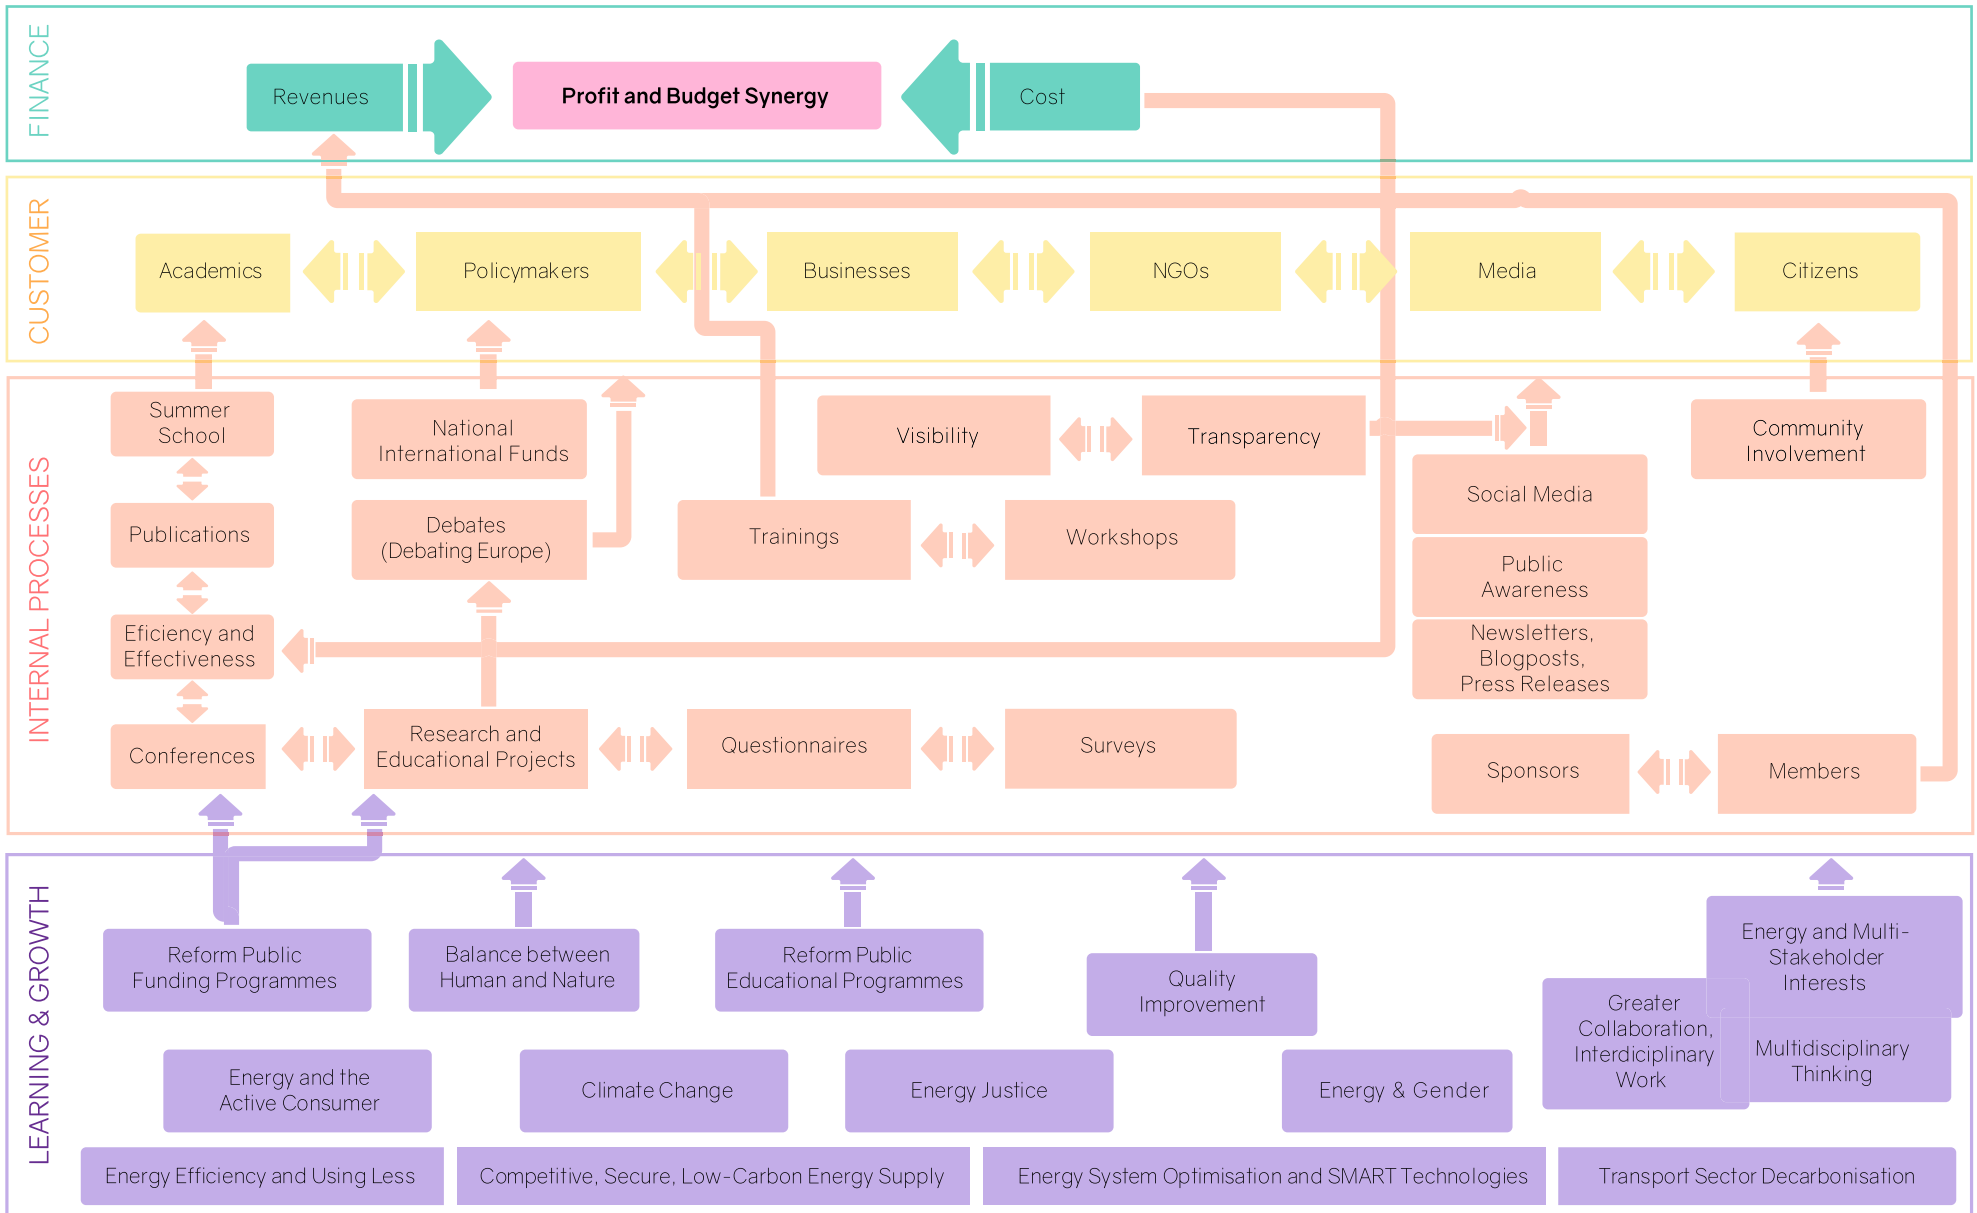 FINANCE
Revenues
Profit and Budget Synergy
Cost
CUSTOMER
Academics
Policymakers
Businesses
NGOs
Media
Citizens
INTERNAL PROCESSES
Summer
School
National
International Funds
Visibility
Transparency
Community
Involvement
Social Media
Publications
Debates
(Debating Europe)
Trainings
Workshops
Public
Awareness
Eficiency and
Effectiveness
Newsletters,
Blogposts,
Press Releases
Conferences
Research and
Educational Projects
Questionnaires
Surveys
Sponsors
Members
LEARNING & GROWTH
Reform Public
Funding Programmes
Balance between
Human and Nature
Reform Public
Educational Programmes
Quality
Improvement
Energy and Multi-
Stakeholder
Interests
Greater
Collaboration,
Interdiciplinary
Work
Multidisciplinary
Thinking
Energy and the
Active Consumer
Climate Change
Energy Justice
Energy & Gender
Energy Efficiency and Using Less
Competitive, Secure, Low-Carbon Energy Supply
Energy System Optimisation and SMART Technologies
Transport Sector Decarbonisation